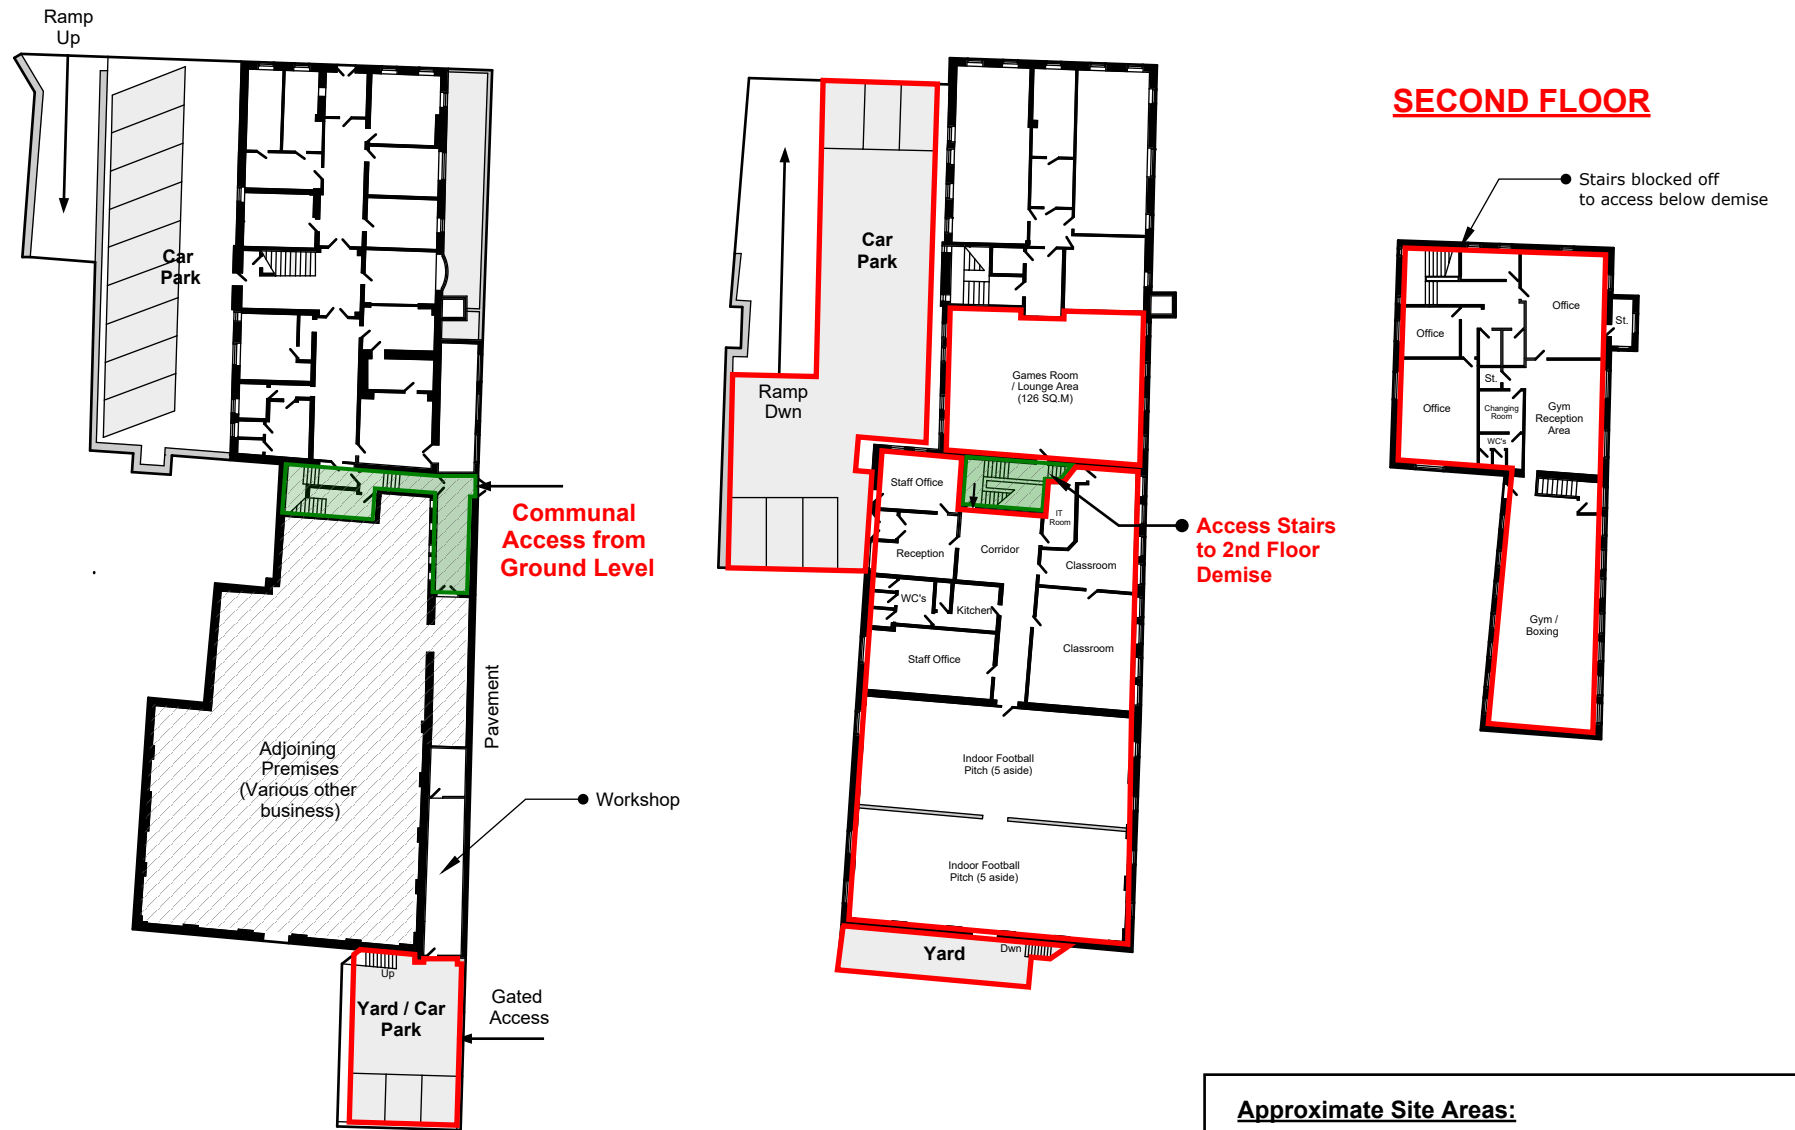 Ramp
Up
Car
Park
Communal
Access from
Ground Level
Pavement
Adjoining
Premises
(Various other
business)
Workshop
Up
Yard / Car
Park
Gated
Access
Car
Park
Ramp
Dwn
Games Room
/ Lounge Area
(126 SQ.M)
Staff Office
IT
Room
Reception
Corridor
Classroom
WC's
Kitchen
Staff Office
Classroom
Access Stairs
to 2nd Floor
Demise
Indoor Football
Pitch (5 aside)
Indoor Football
Pitch (5 aside)
Yard
Dwn
SECOND FLOOR
Stairs blocked off
to access below demise
Office
St.
Office
St.
Office
Changing
Room
Gym
Reception
Area
WC's
Gym /
Boxing
Approximate Site Areas: